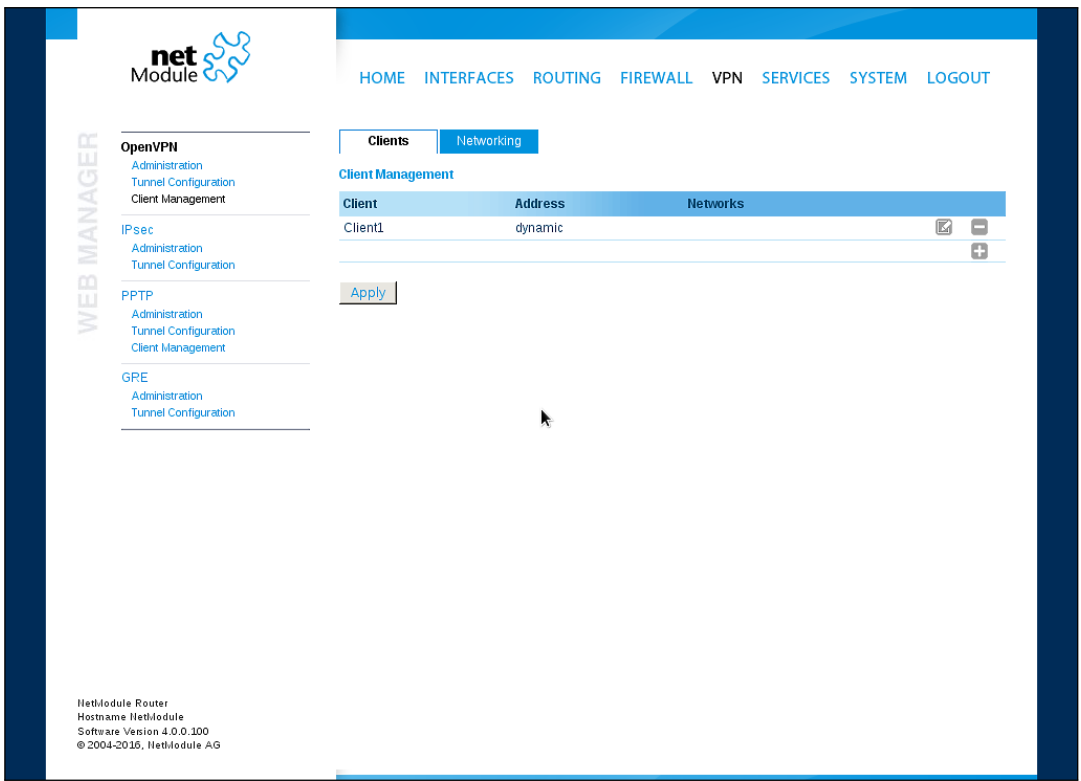 net
Module
HOME INTERFACES ROUTING FIREWALL VPN SERVICES SYSTEM LOGOUT
WEB MANAGER
OpenVPN
Administration
Tunnel Configuration
Client Management
IPsec
Administration
Tunnel Configuration
PPTP
Administration
Tunnel Configuration
Client Management
GRE
Administration
Tunnel Configuration
Clients Networking
Client Management
Client Address Networks
Client1 dynamic
Apply
NetModule Router
Hostname NetModule
Software Version 4.0.0.100
© 2004-2016, NetModule AG